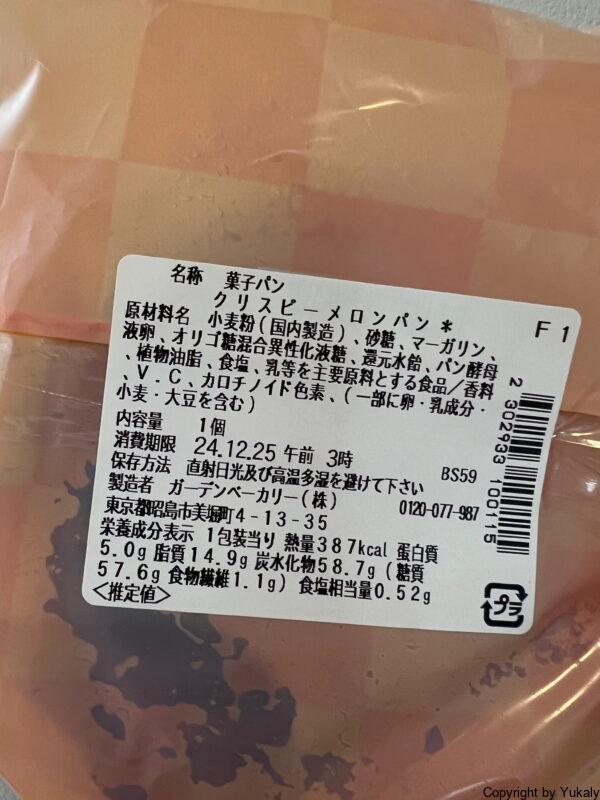 名称 菓子パン
クリスピーメロンパン*
F1
原材料名 小麦粉(国内製造)、砂糖、マーガリン、
液卵、オリゴ糖混合異性化液糖、還元水飴、パン酵母
、植物油脂、食塩、乳等を主要原料とする食品/香料
、V.C、カロチノイド色素、(一部に卵・乳成分・
小麦・大豆を含む)
内容量 1個
消費期限 24.12.25 午前 3時
BS59
保存方法 直射日光及び高温多湿を避けて下さい
製造者 ガーデンベーカリー(株)
0120-077-987
東京都昭島市美堀町4-13-35
栄養成分表示 1包装当り 熱量387kcal 蛋白質
5.0g 脂質14.9g 炭水化物58.7g(糖質
57.6g 食物繊維1.1g) 食塩相当量0.52g
<推定値>
2 302933 100115
プラ
Copyright by Yukaly